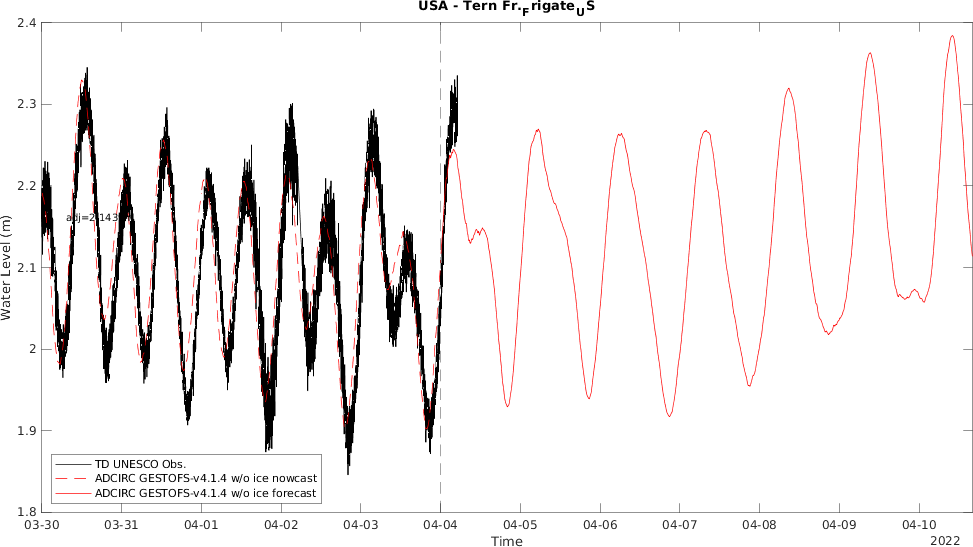 USA - Tern Fr.FrigateUS
2.4
2.3
2.2
2.1
2
1.9
1.8
Water Level (m)
adj=2.143
TD UNESCO Obs.
ADCIRC GESTOFS-v4.1.4 w/o ice nowcast
ADCIRC GESTOFS-v4.1.4 w/o ice forecast
03-30 03-31 04-01 04-02 04-03 04-04 04-05 04-06 04-07 04-08 04-09 04-10
Time
2022